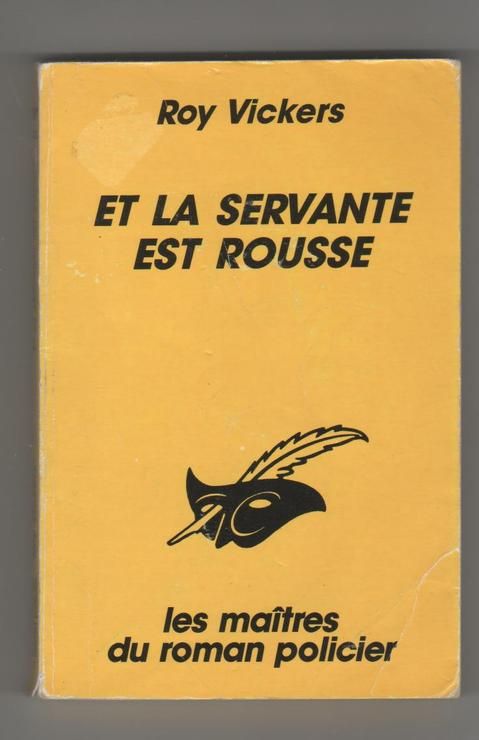 Roy Vickers
ET LA SERVANTE
EST ROUSSE
les maîtres
du roman policier